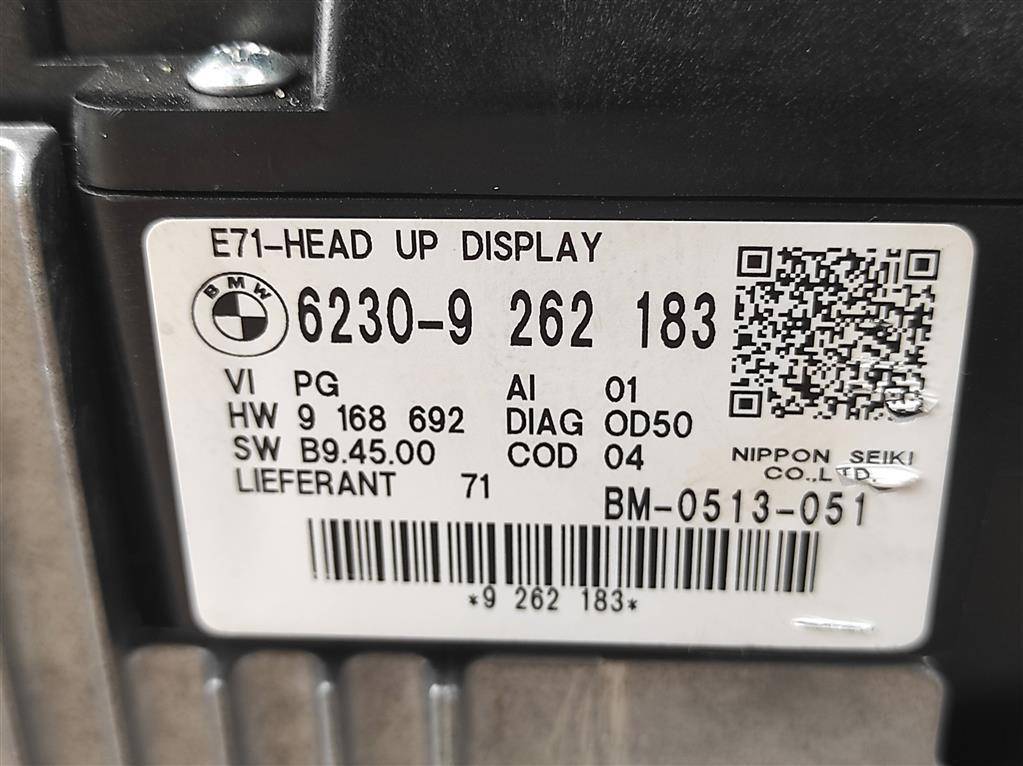 E71-HEAD UP DISPLAY
BMW
6230-9 262 183
VI PG AI 01
HW 9 168 692 DIAG 0D50
SW B9.45.00 COD 04
NIPPON SEIKI
CO.,LTD.
LIEFERANT 71
BM-0513-051
*9 262 183*